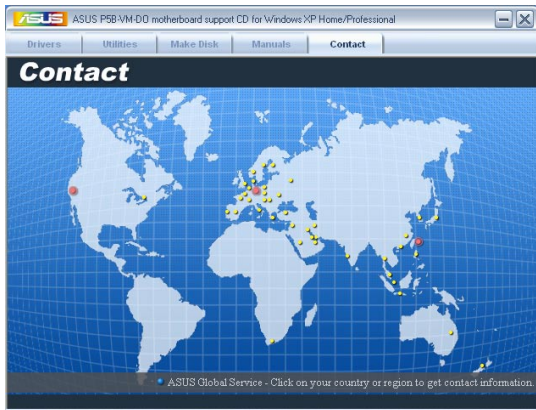 ASUS ASUS P5B-VM-DO motherboard support CD for Windows XP Home/Professional
Drivers Utilities Make Disk Manuals Contact
Contact
ASUS Global Service - Click on your country or region to get contact information.